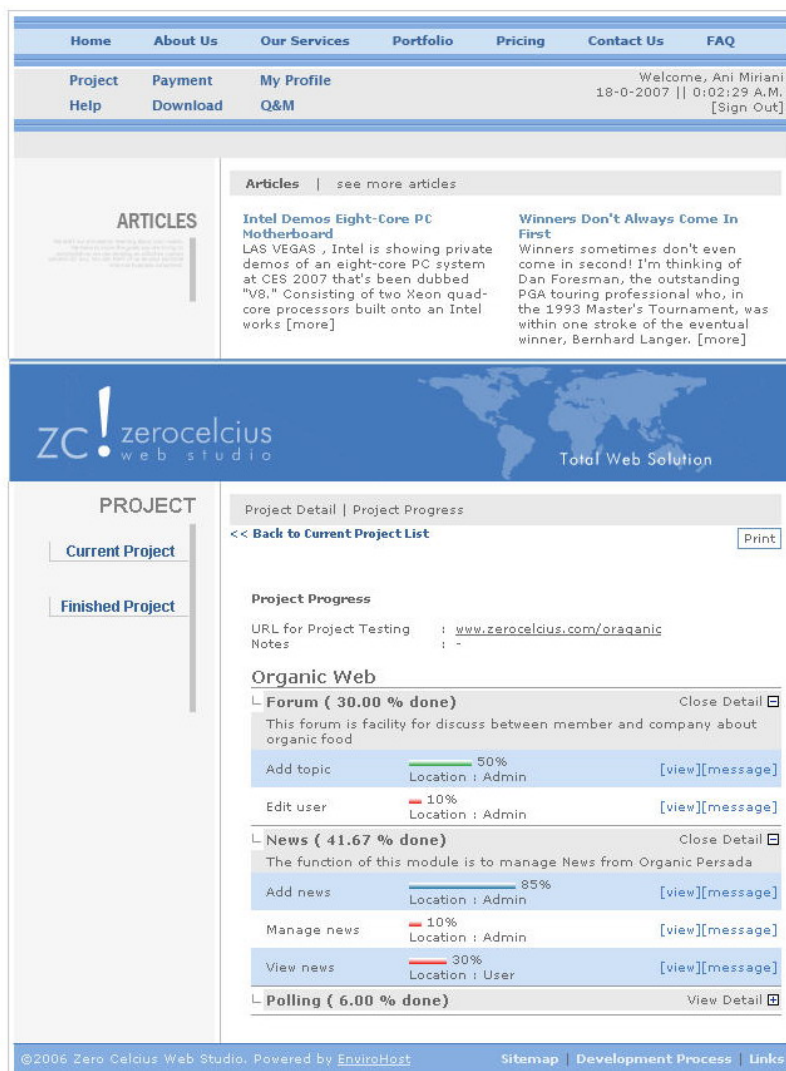 Home About Us Our Services Portfolio Pricing Contact Us FAQ
Project Payment My Profile
Help Download Q&M
Welcome, Ani Miriani
18-0-2007 || 0:02:29 A.M.
[Sign Out]
ARTICLES
Articles | see more articles
Intel Demos Eight-Core PC
Motherboard
LAS VEGAS , Intel is showing private
demos of an eight-core PC system
at CES 2007 that's been dubbed
"V8." Consisting of two Xeon quad-
core processors built onto an Intel
works [more]
Winners Don't Always Come In
First
Winners sometimes don't even
come in second! I'm thinking of
Dan Foresman, the outstanding
PGA touring professional who, in
the 1993 Master's Tournament, was
within one stroke of the eventual
winner, Bernhard Langer. [more]
ZC! zerocelcius
web studio
Total Web Solution
PROJECT
Current Project
Finished Project
Project Detail | Project Progress
<< Back to Current Project List
Print
Project Progress
URL for Project Testing : www.zerocelcius.com/oraqanic
Notes : -
Organic Web
Forum ( 30.00 % done) Close Detail
This forum is facility for discuss between member and company about
organic food
Add topic 50%
Location : Admin [view][message]
Edit user 10%
Location : Admin [view][message]
News ( 41.67 % done) Close Detail
The function of this module is to manage News from Organic Persada
Add news 85%
Location : Admin [view][message]
Manage news 10%
Location : Admin [view][message]
View news 30%
Location : User [view][message]
Polling ( 6.00 % done) View Detail
©2006 Zero Celcius Web Studio. Powered by EnviroHost Sitemap | Development Process | Links